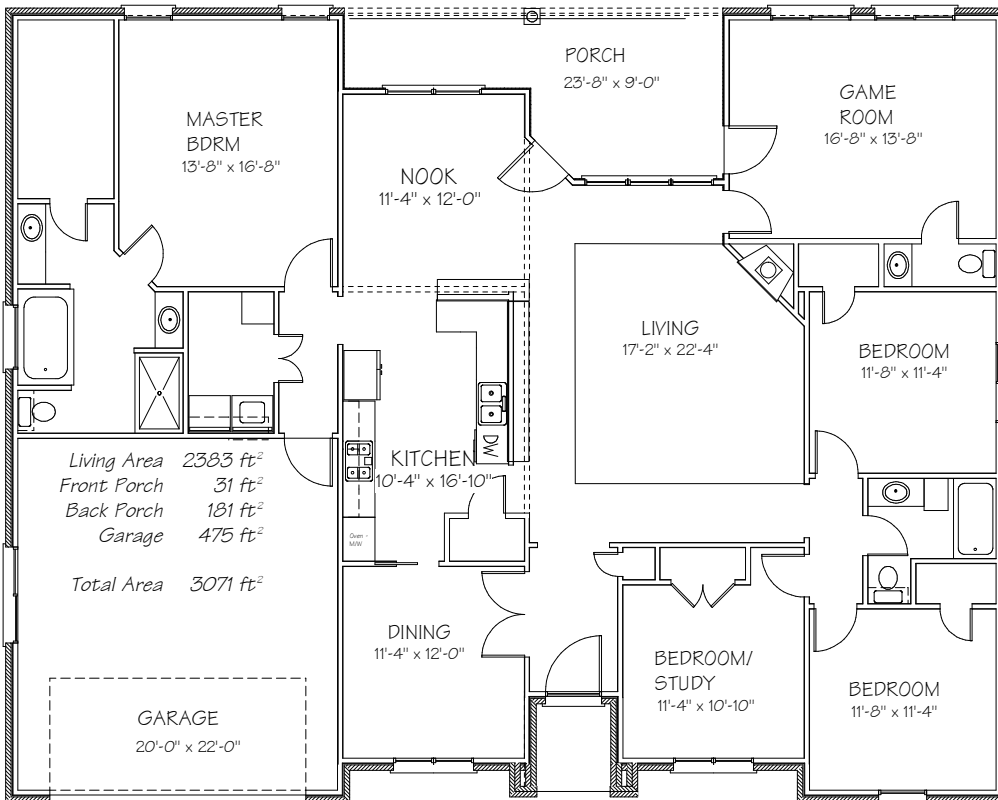 PORCH
23'-8" x 9'-0"
GAME
ROOM
16'-8" x 13'-8"
MASTER
BDRM
13'-8" x 16'-8"
NOOK
11'-4" x 12'-0"
LIVING
17'-2" x 22'-4"
BEDROOM
11'-8" x 11'-4"
DW
KITCHEN
10'-4" x 16'-10"
Oven -
M/W
Living Area 2383 ft²
Front Porch 31 ft²
Back Porch 181 ft²
Garage 475 ft²
Total Area 3071 ft²
DINING
11'-4" x 12'-0"
BEDROOM/
STUDY
11'-4" x 10'-10"
BEDROOM
11'-8" x 11'-4"
GARAGE
20'-0" x 22'-0"